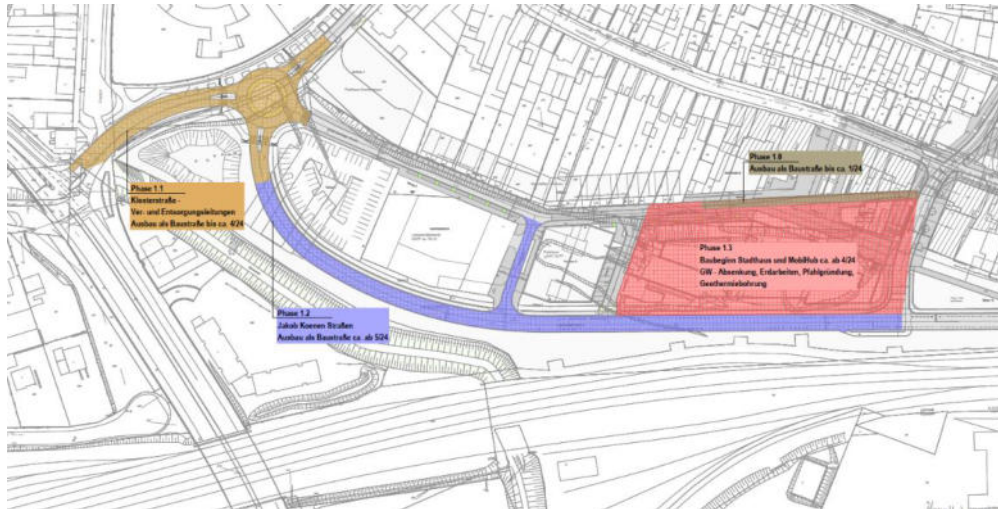 Phase 1.0
Ausbau als Baustraße bis ca. 1/24
Phase 1.1
Klosterstraße -
Ver- und Entsorgungsleitungen
Ausbau als Baustraße bis ca. 4/24
Phase 1.3
Baubeginn Stadthaus und MobiHub ca. ab 4/24
GW - Absenkung, Erdarbeiten, Pfahlgründung,
Geothermiebohrung
Phase 1.2
Jakob Koenen Straßen
Ausbau als Baustraße ca. ab 5/24